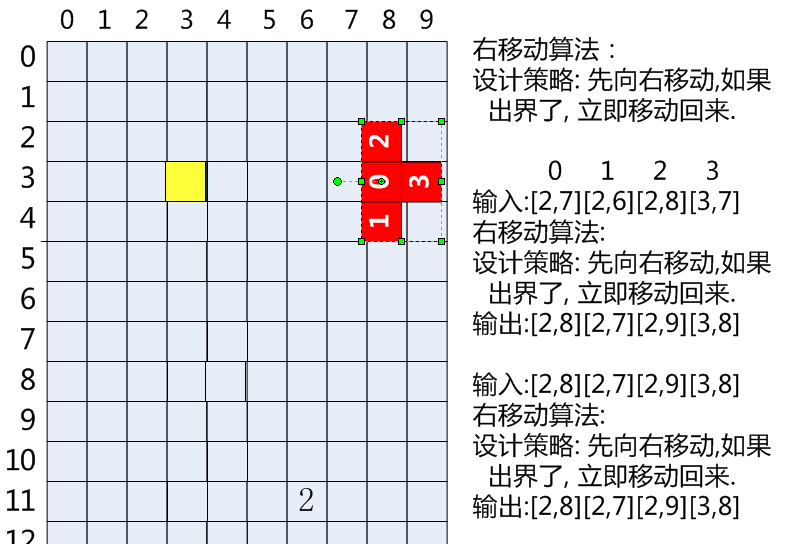 0 1 2 3 4 5 6 7 8 9
0
1
2
3
4
5
6
7
8
9
10
11
12
2
0
3
1
2
右移动算法：
设计策略: 先向右移动,如果
出界了, 立即移动回来.
0 1 2 3
输入:[2,7][2,6][2,8][3,7]
右移动算法:
设计策略: 先向右移动,如果
出界了, 立即移动回来.
输出:[2,8][2,7][2,9][3,8]
输入:[2,8][2,7][2,9][3,8]
右移动算法:
设计策略: 先向右移动,如果
出界了, 立即移动回来.
输出:[2,8][2,7][2,9][3,8]